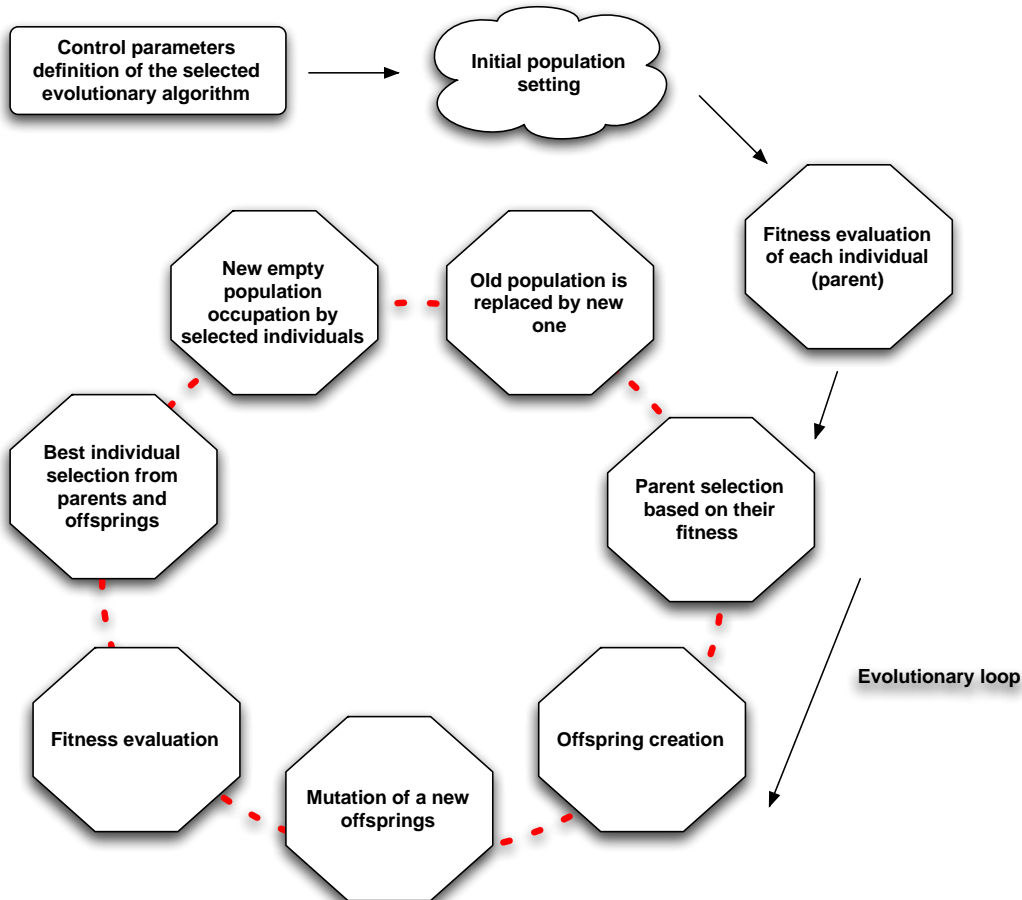 Control parameters
definition of the selected
evolutionary algorithm
Initial population
setting
Fitness evaluation
of each individual
(parent)
New empty
population
occupation by
selected individuals
Old population is
replaced by new
one
Best individual
selection from
parents and
offsprings
Parent selection
based on their
fitness
Evolutionary loop
Fitness evaluation
Offspring creation
Mutation of a new
offsprings